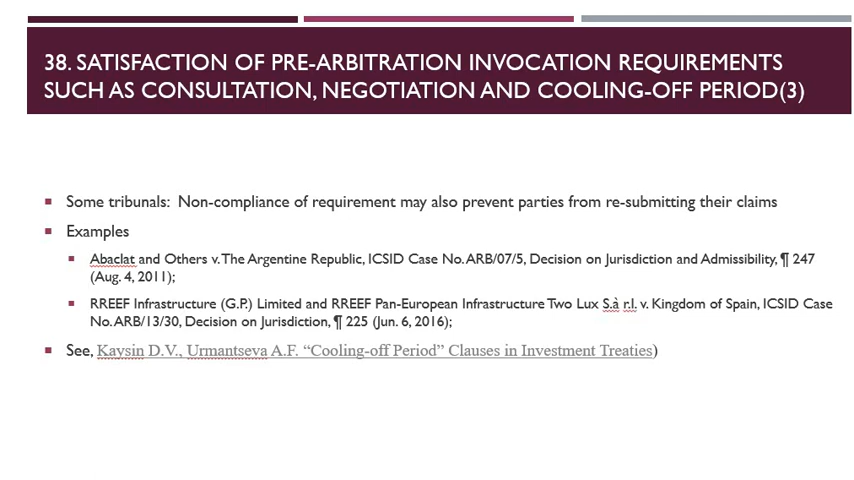 38. SATISFACTION OF PRE-ARBITRATION INVOCATION REQUIREMENTS
SUCH AS CONSULTATION, NEGOTIATION AND COOLING-OFF PERIOD(3)
Some tribunals: Non-compliance of requirement may also prevent parties from re-submitting their claims
Examples
Abaclat and Others v. The Argentine Republic, ICSID Case No. ARB/07/5, Decision on Jurisdiction and Admissibility, ¶ 247
(Aug. 4, 2011);
RREEF Infrastructure (G.P.) Limited and RREEF Pan-European Infrastructure Two Lux S.à r.l. v. Kingdom of Spain, ICSID Case
No. ARB/13/30, Decision on Jurisdiction, ¶ 225 (Jun. 6, 2016);
See, Kaysin D.V., Urmantseva A.F. “Cooling-off Period” Clauses in Investment Treaties)